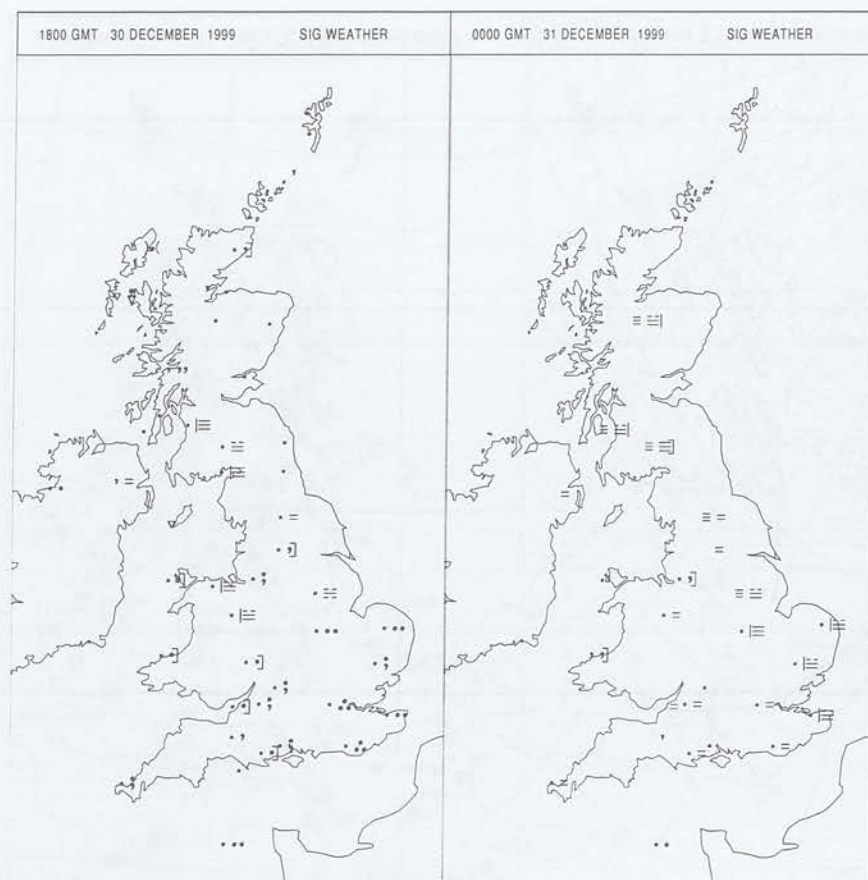 1800 GMT 30 DECEMBER 1999 SIG WEATHER
0000 GMT 31 DECEMBER 1999 SIG WEATHER